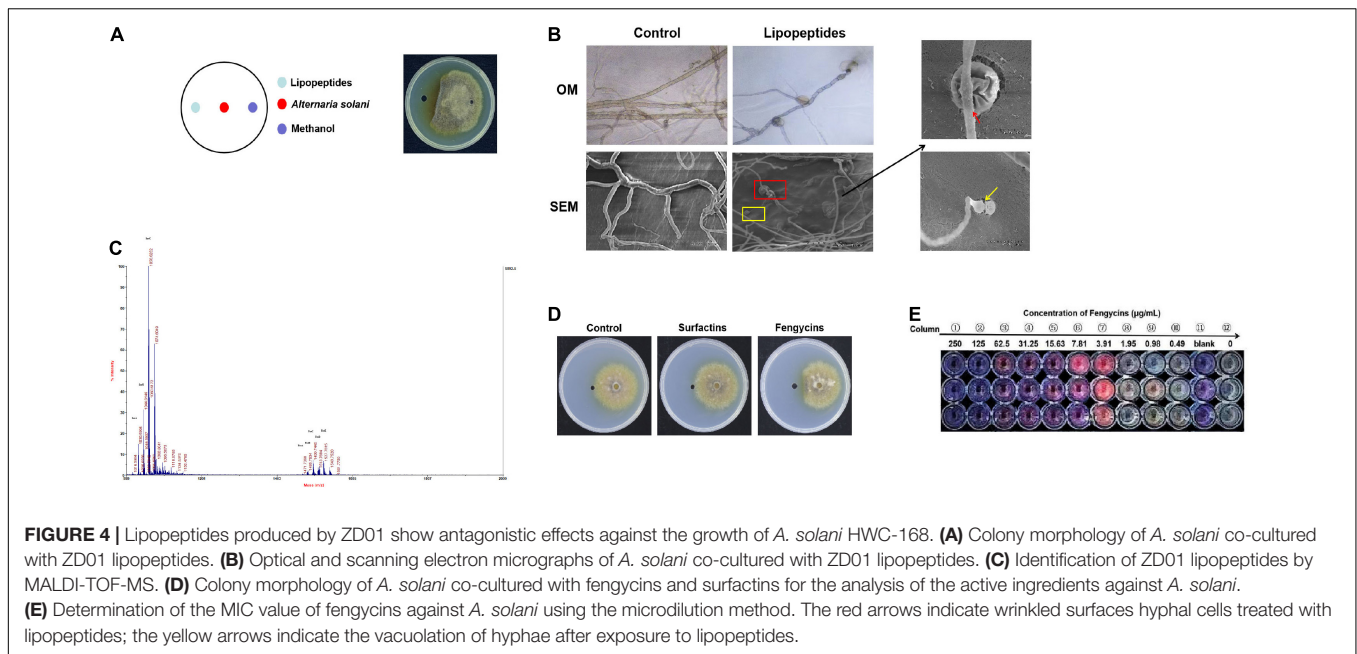 A
Lipopeptides
Alternaria solani
Methanol
B
Control
Lipopeptides
OM
SEM
C
% Intensity
Mass (m/z)
D
Control
Surfactins
Fengycins
E
Concentration of Fengycins (μg/mL)
Column ① ② ③ ④ ⑤ ⑥ ⑦ ⑧ ⑨ ⑩ ⑪ ⑫
250 125 62.5 31.25 15.63 7.81 3.91 1.95 0.98 0.49 blank 0
FIGURE 4 | Lipopeptides produced by ZD01 show antagonistic effects against the growth of A. solani HWC-168. (A) Colony morphology of A. solani co-cultured
with ZD01 lipopeptides. (B) Optical and scanning electron micrographs of A. solani co-cultured with ZD01 lipopeptides. (C) Identification of ZD01 lipopeptides by
MALDI-TOF-MS. (D) Colony morphology of A. solani co-cultured with fengycins and surfactins for the analysis of the active ingredients against A. solani.
(E) Determination of the MIC value of fengycins against A. solani using the microdilution method. The red arrows indicate wrinkled surfaces hyphal cells treated with
lipopeptides; the yellow arrows indicate the vacuolation of hyphae after exposure to lipopeptides.